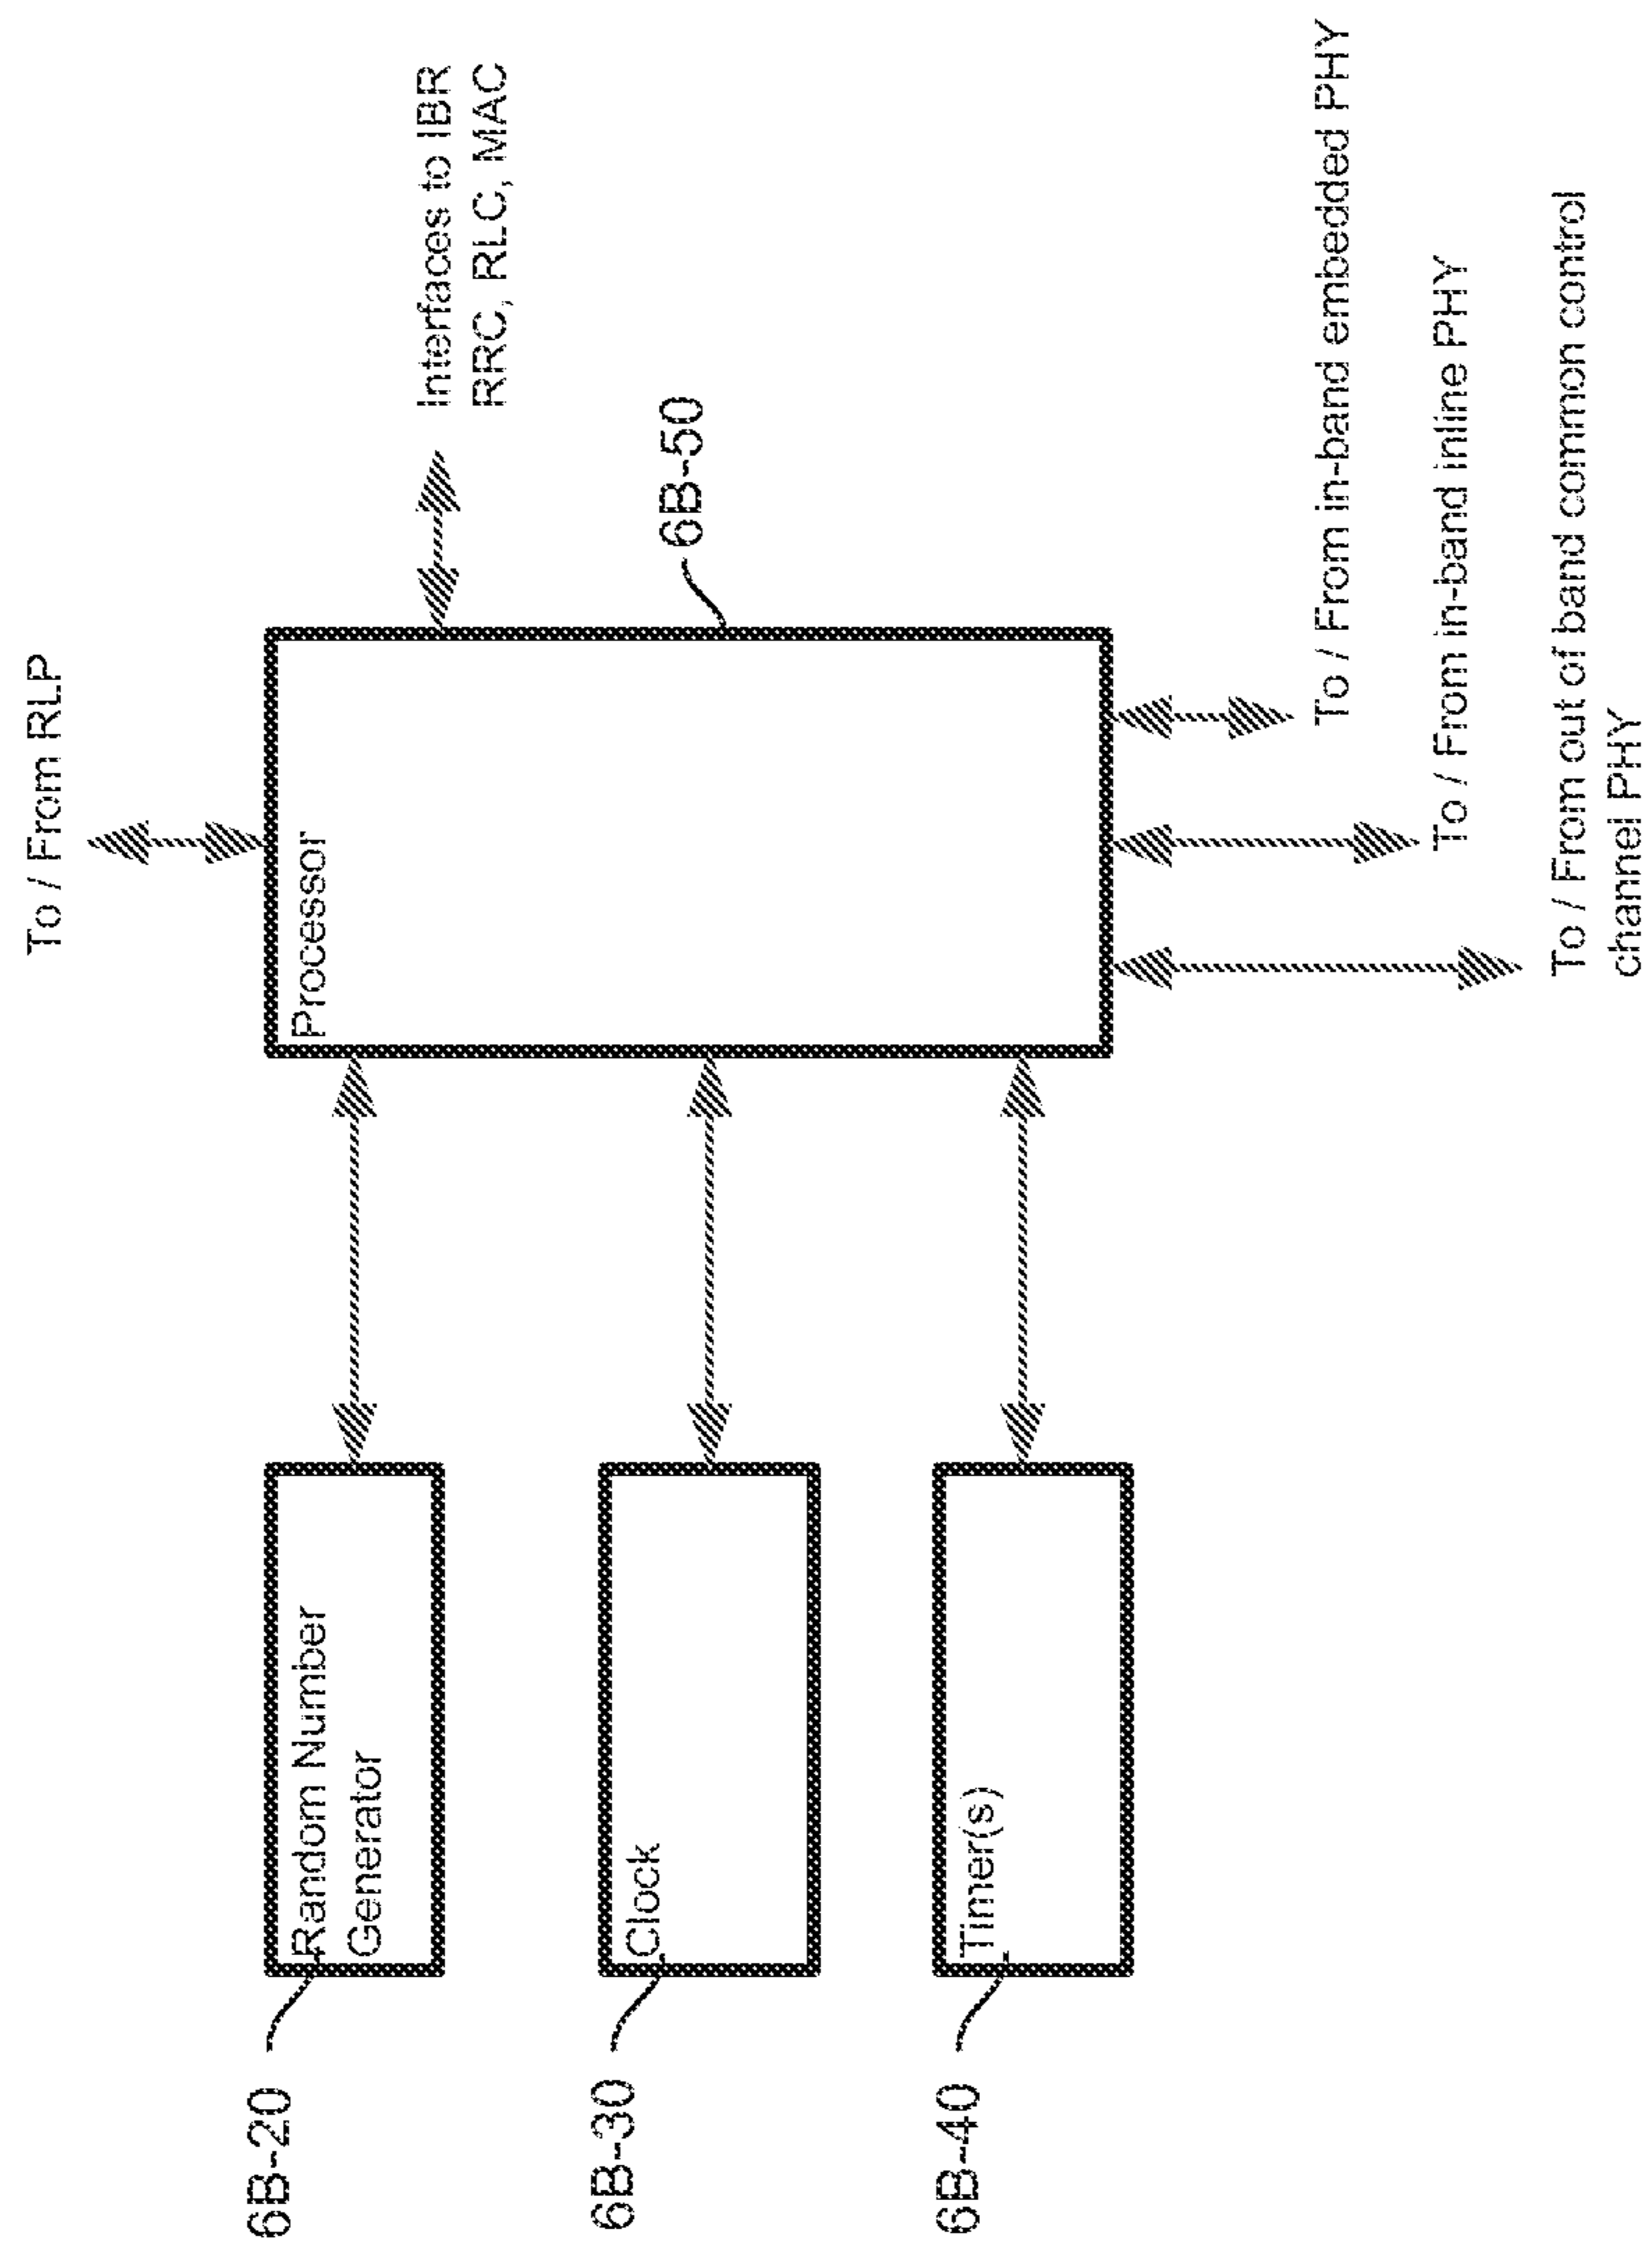 To / From RLP
Interfaces to IBR
RRC, RLC, MAC
Processor
6B-50
6B-20
Random Number
Generator
6B-30
Clock
6B-40
Timer(s)
To / From in-band embedded PHY
To / From in-band inline PHY
To / From out of band common control
channel PHY